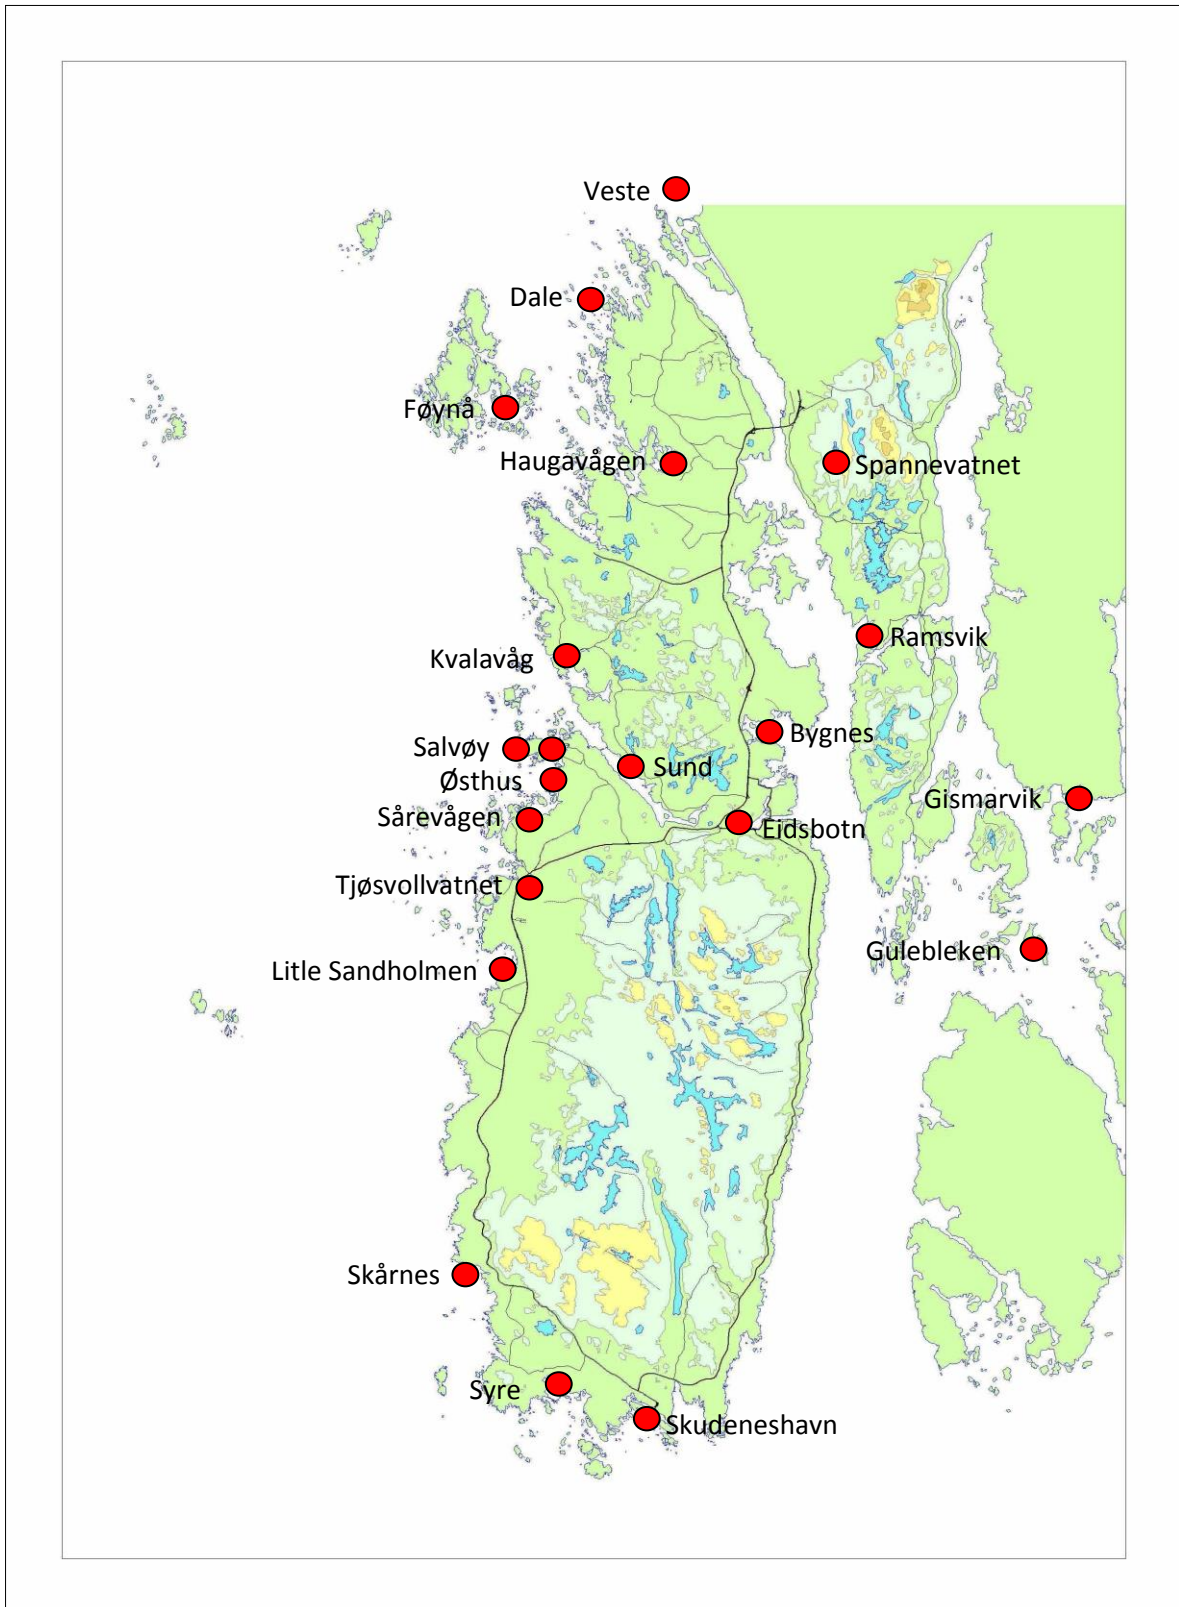 Veste
Dale
Føynå
Haugavågen
Spannevatnet
Ramsvik
Kvalavåg
Bygnes
Salvøy
Sund
Østhus
Gismarvik
Sårevågen
Eidsbotn
Tjøsvollvatnet
Gulebleken
Litle Sandholmen
Skårnes
Syre
Skudeneshavn